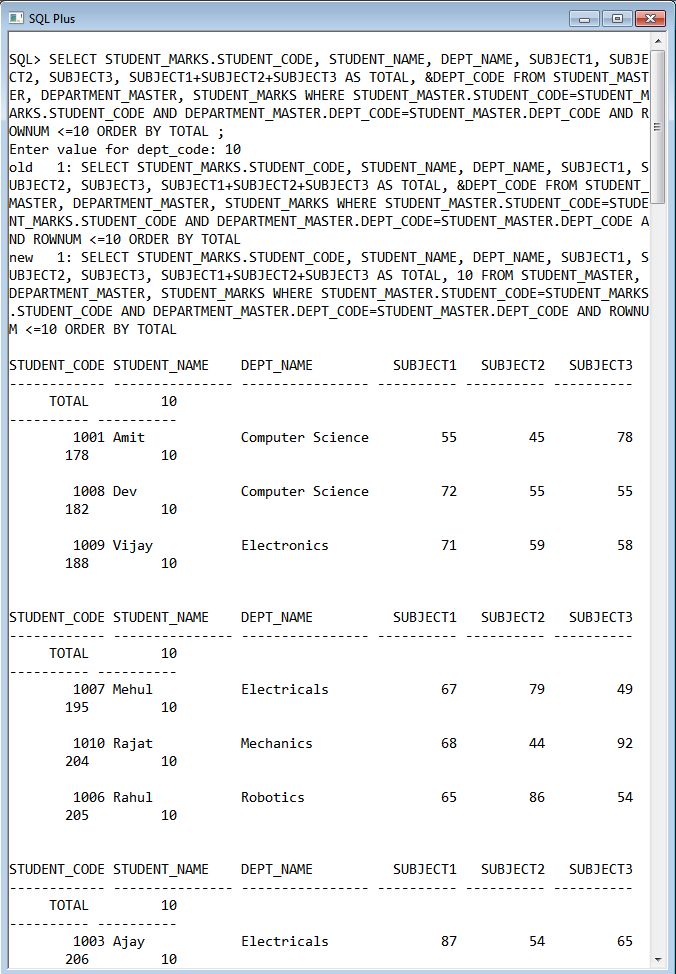 SQL Plus
SQL> SELECT STUDENT_MARKS.STUDENT_CODE, STUDENT_NAME, DEPT_NAME, SUBJECT1, SUBJE
CT2, SUBJECT3, SUBJECT1+SUBJECT2+SUBJECT3 AS TOTAL, &DEPT_CODE FROM STUDENT_MAST
ER, DEPARTMENT_MASTER, STUDENT_MARKS WHERE STUDENT_MASTER.STUDENT_CODE=STUDENT_M
ARKS.STUDENT_CODE AND DEPARTMENT_MASTER.DEPT_CODE=STUDENT_MASTER.DEPT_CODE AND R
OWNUM <=10 ORDER BY TOTAL ;
Enter value for dept_code: 10
old   1: SELECT STUDENT_MARKS.STUDENT_CODE, STUDENT_NAME, DEPT_NAME, SUBJECT1, S
UBJECT2, SUBJECT3, SUBJECT1+SUBJECT2+SUBJECT3 AS TOTAL, &DEPT_CODE FROM STUDENT_
MASTER, DEPARTMENT_MASTER, STUDENT_MARKS WHERE STUDENT_MASTER.STUDENT_CODE=STUDE
NT_MARKS.STUDENT_CODE AND DEPARTMENT_MASTER.DEPT_CODE=STUDENT_MASTER.DEPT_CODE A
ND ROWNUM <=10 ORDER BY TOTAL
new   1: SELECT STUDENT_MARKS.STUDENT_CODE, STUDENT_NAME, DEPT_NAME, SUBJECT1, S
UBJECT2, SUBJECT3, SUBJECT1+SUBJECT2+SUBJECT3 AS TOTAL, 10 FROM STUDENT_MASTER,
DEPARTMENT_MASTER, STUDENT_MARKS WHERE STUDENT_MASTER.STUDENT_CODE=STUDENT_MARKS
.STUDENT_CODE AND DEPARTMENT_MASTER.DEPT_CODE=STUDENT_MASTER.DEPT_CODE AND ROWNU
M <=10 ORDER BY TOTAL
STUDENT_CODE STUDENT_NAME    DEPT_NAME          SUBJECT1   SUBJECT2   SUBJECT3
------------ --------------- ---------------- ---------- ---------- ----------
     TOTAL         10
---------- ----------
        1001 Amit            Computer Science         55         45         78
       178         10
        1008 Dev             Computer Science         72         55         55
       182         10
        1009 Vijay           Electronics              71         59         58
       188         10
STUDENT_CODE STUDENT_NAME    DEPT_NAME          SUBJECT1   SUBJECT2   SUBJECT3
------------ --------------- ---------------- ---------- ---------- ----------
     TOTAL         10
---------- ----------
        1007 Mehul           Electricals              67         79         49
       195         10
        1010 Rajat           Mechanics                68         44         92
       204         10
        1006 Rahul           Robotics                 65         86         54
       205         10
STUDENT_CODE STUDENT_NAME    DEPT_NAME          SUBJECT1   SUBJECT2   SUBJECT3
------------ --------------- ---------------- ---------- ---------- ----------
     TOTAL         10
---------- ----------
        1003 Ajay            Electricals              87         54         65
       206         10